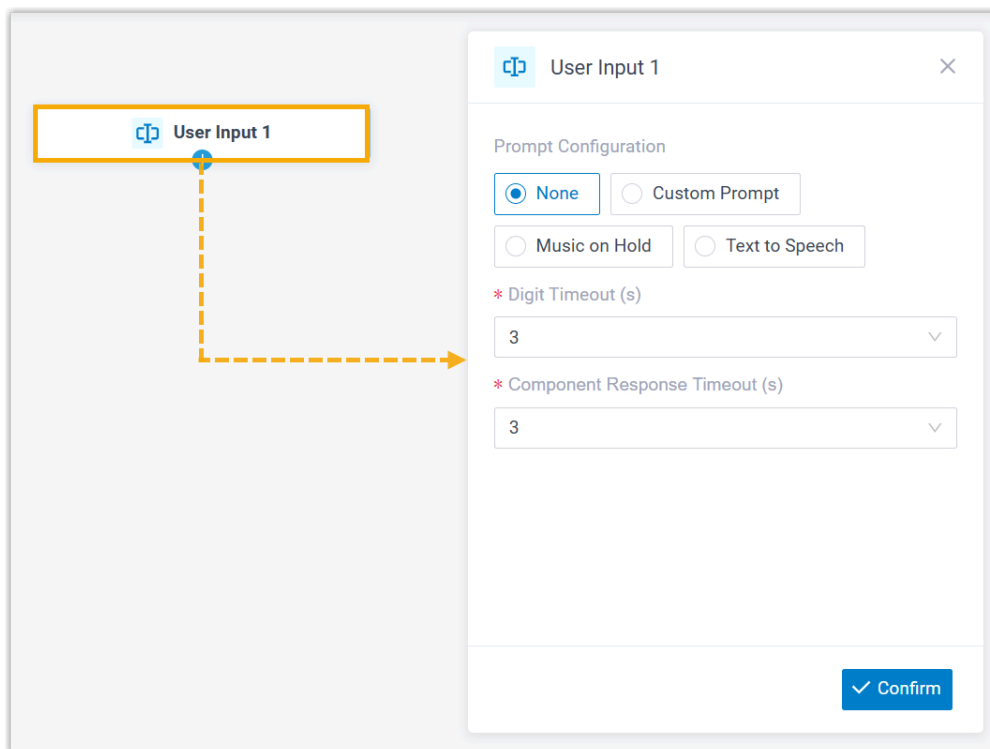 User Input 1
User Input 1
Prompt Configuration
None Custom Prompt
Music on Hold Text to Speech
* Digit Timeout (s)
3
* Component Response Timeout (s)
3
Confirm